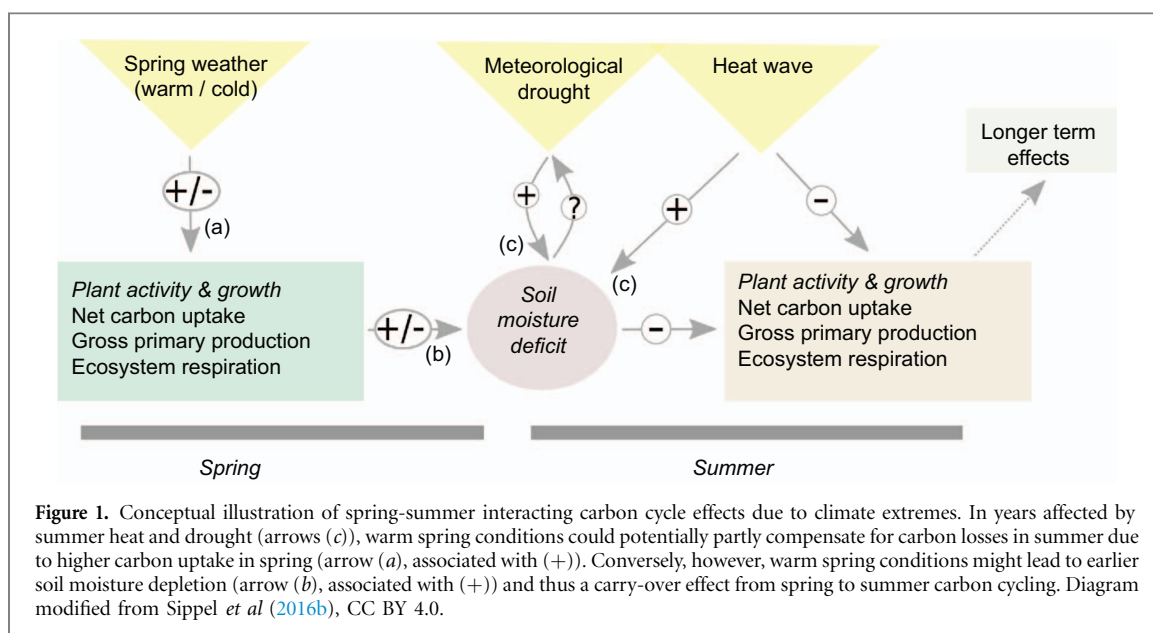 Spring weather
(warm / cold)
Meteorological
drought
Heat wave
Longer term
effects
+/-
(a)
+
?
(c)
+
(c)
-
Plant activity & growth
Net carbon uptake
Gross primary production
Ecosystem respiration
+/-
(b)
Soil
moisture
deficit
-
Plant activity & growth
Net carbon uptake
Gross primary production
Ecosystem respiration
Spring
Summer
Figure 1. Conceptual illustration of spring-summer interacting carbon cycle effects due to climate extremes. In years affected by
summer heat and drought (arrows (c)), warm spring conditions could potentially partly compensate for carbon losses in summer due
to higher carbon uptake in spring (arrow (a), associated with (+)). Conversely, however, warm spring conditions might lead to earlier
soil moisture depletion (arrow (b), associated with (+)) and thus a carry-over effect from spring to summer carbon cycling. Diagram
modified from Sippel et al (2016b), CC BY 4.0.